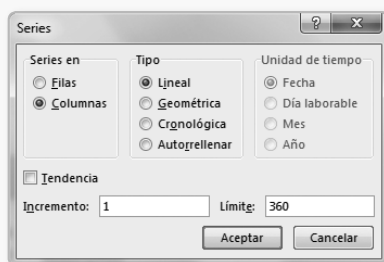 Series
Series en
Tipo
Unidad de tiempo
Filas
Lineal
Fecha
Columnas
Geométrica
Día laborable
Cronológica
Mes
Autorrellenar
Año
Tendencia
Incremento: 1
Límite: 360
Aceptar
Cancelar